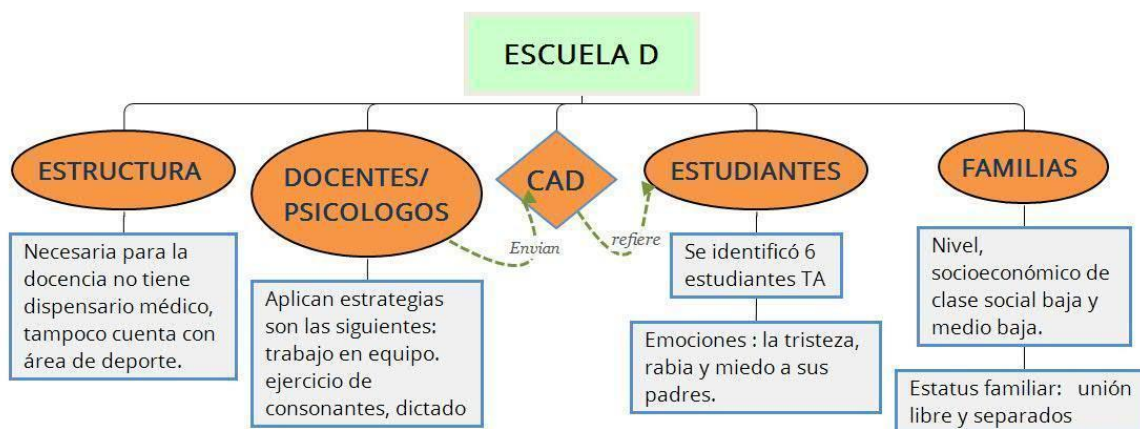 ESCUELA D
ESTRUCTURA
Necesaria para la
docencia no tiene
dispensario médico,
tampoco cuenta con
área de deporte.
DOCENTES/
PSICOLOGOS
Aplican estrategias
son las siguientes:
trabajo en equipo.
ejercicio de
consonantes, dictado
Envian
CAD
refiere
ESTUDIANTES
Se identificó 6
estudiantes TA
Emociones : la tristeza,
rabia y miedo a sus
padres.
FAMILIAS
Nivel,
socioeconómico de
clase social baja y
medio baja.
Estatus familiar: unión
libre y separados